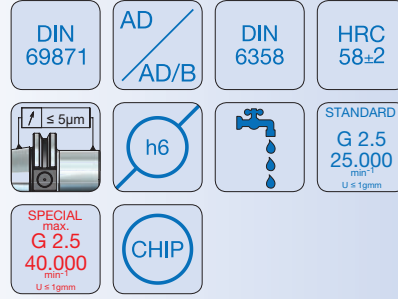 DIN
69871
AD
AD/B
DIN
6358
HRC
58±2
≤ 5µm
h6
STANDARD
G 2.5
25.000
min⁻¹
U ≤ 1gmm
SPECIAL
max.
G 2.5
40.000
min⁻¹
U ≤ 1gmm
CHIP